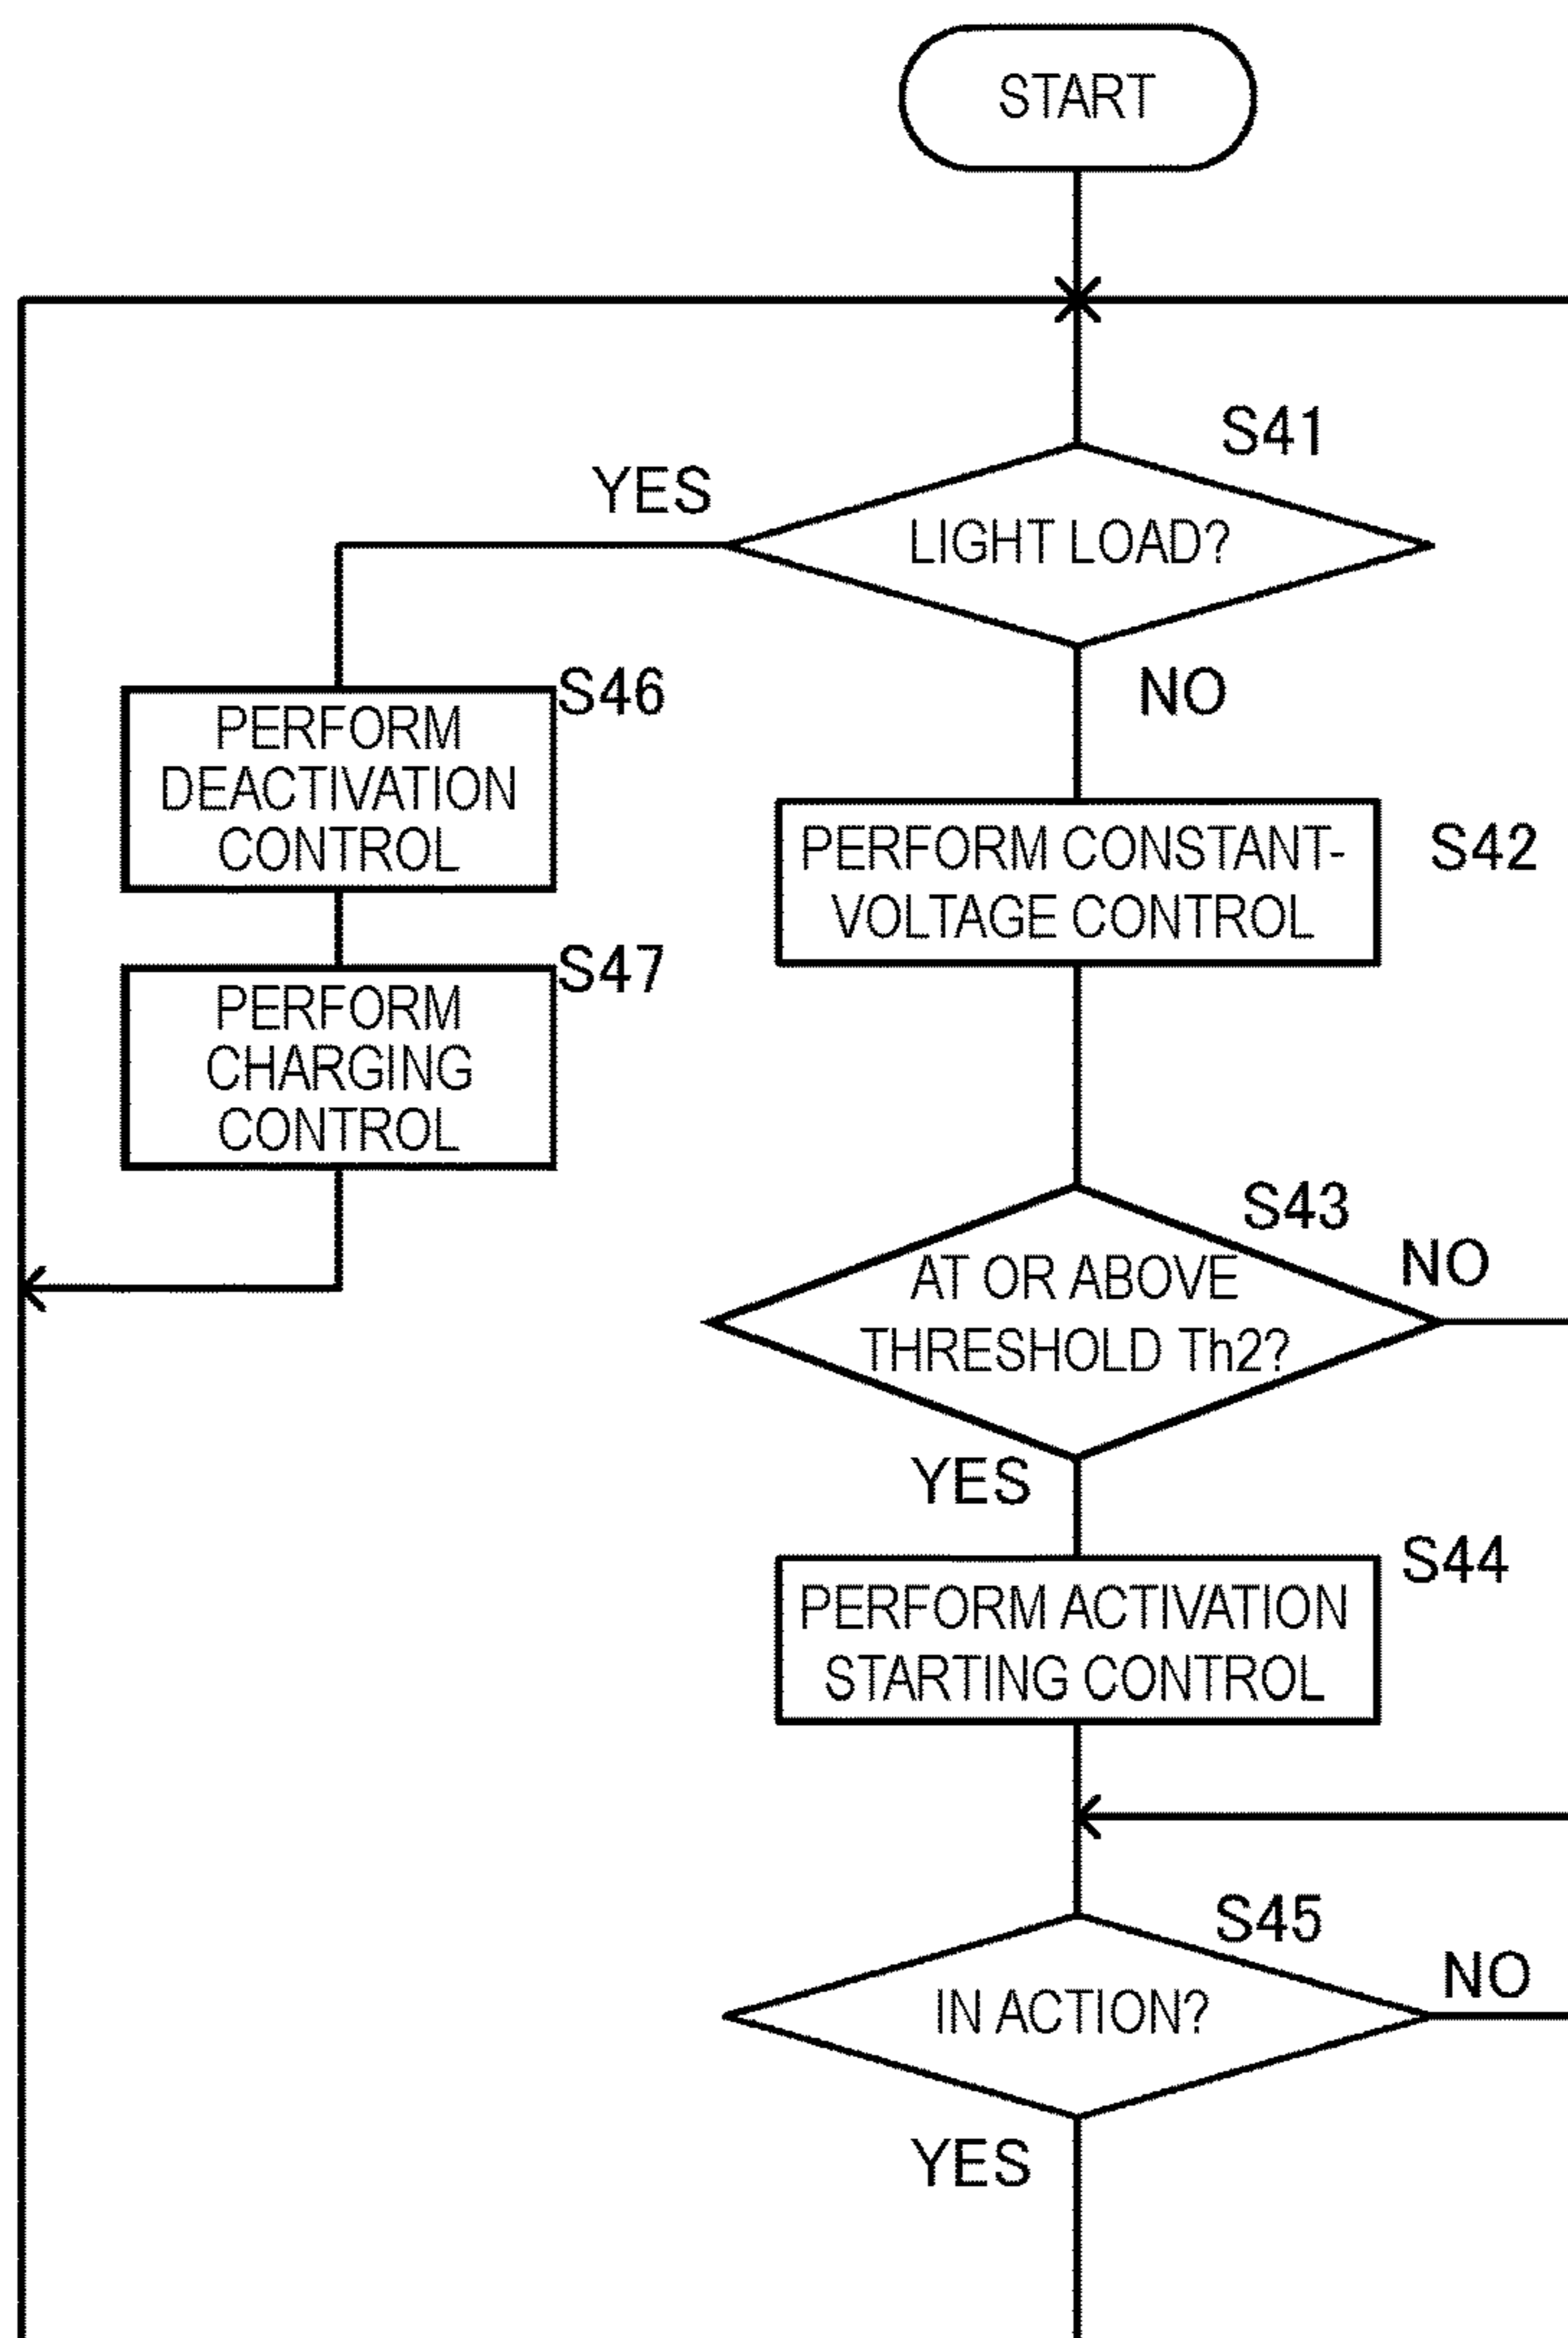 START
S41
YES
LIGHT LOAD?
NO
S46
PERFORM
DEACTIVATION
CONTROL
S42
PERFORM CONSTANT-
VOLTAGE CONTROL
S47
PERFORM
CHARGING
CONTROL
S43
NO
AT OR ABOVE
THRESHOLD Th2?
YES
S44
PERFORM ACTIVATION
STARTING CONTROL
S45
NO
IN ACTION?
YES